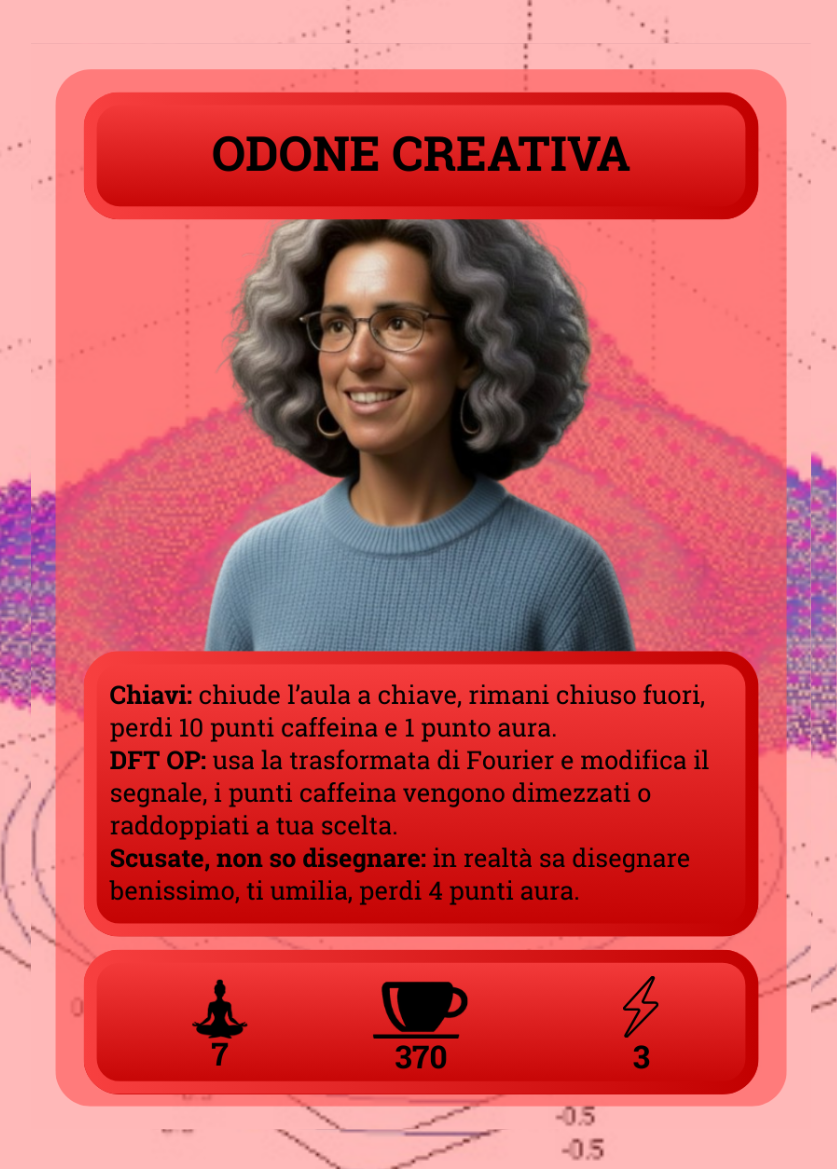 ODONE CREATIVA
Chiavi: chiude l'aula a chiave, rimani chiuso fuori,
perdi 10 punti caffeina e 1 punto aura.
DFT OP: usa la trasformata di Fourier e modifica il
segnale, i punti caffeina vengono dimezzati o
raddoppiati a tua scelta.
Scusate, non so disegnare: in realtà sa disegnare
benissimo, ti umilia, perdi 4 punti aura.
7 370 3
-0.5
-0.5